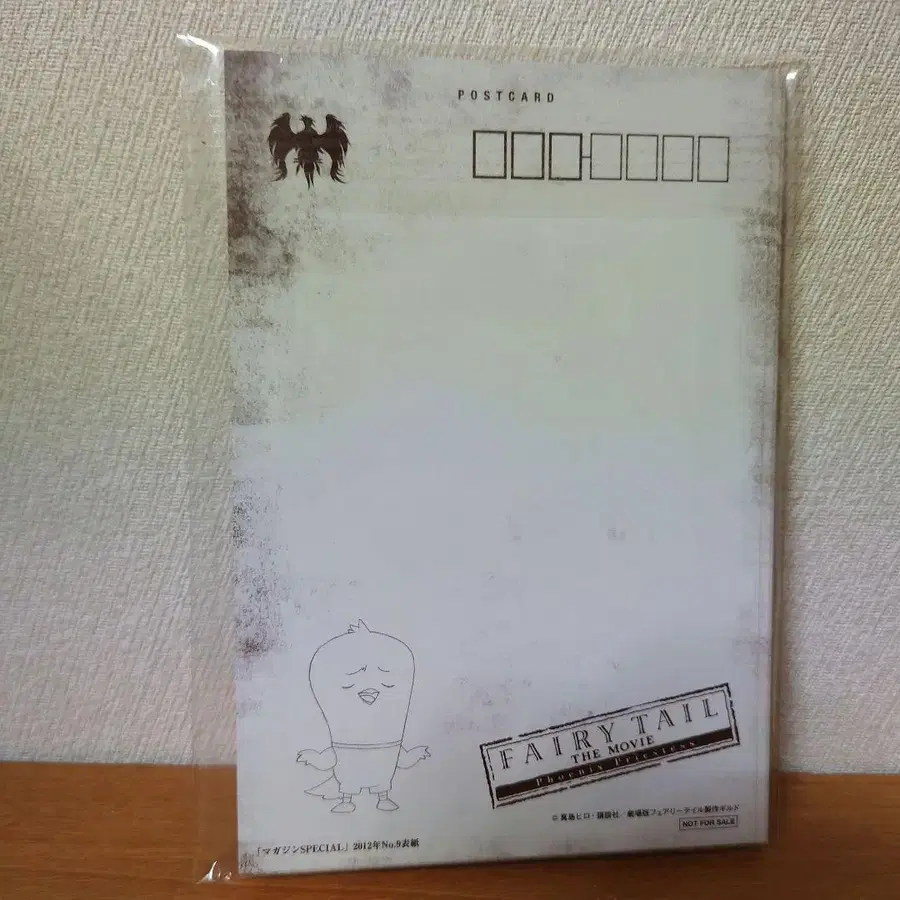 POSTCARD
FAIRY TAIL
THE MOVIE
Phoenix Priestess
© 真島ヒロ・講談社／劇場版フェアリーテイル製作ギルド
NOT FOR SALE
「マガジンSPECIAL」2012年No.9表紙